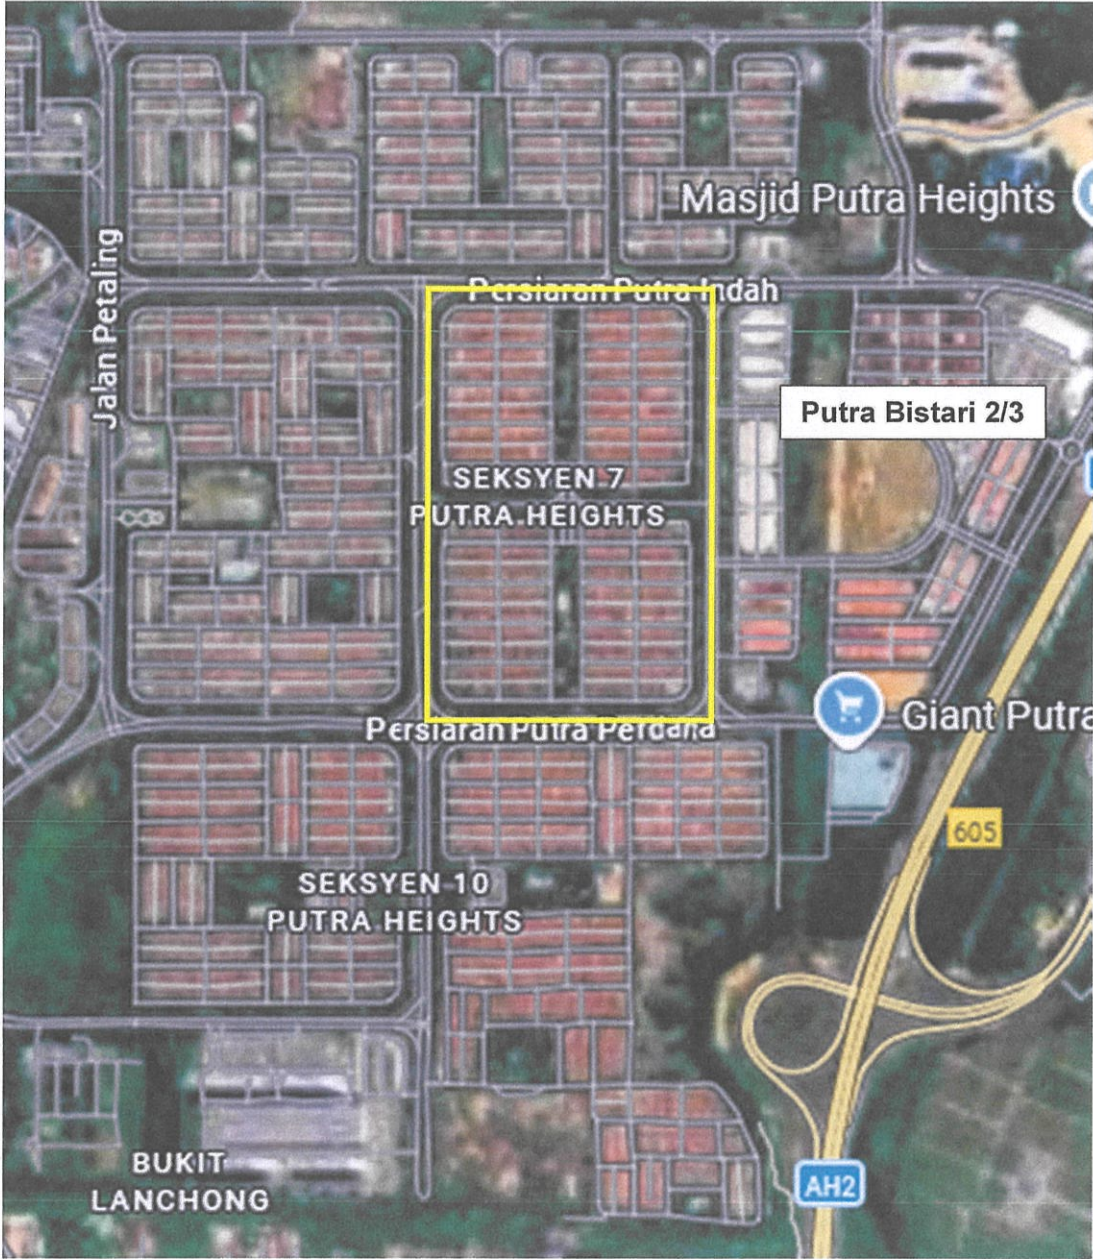 Masjid Putra Heights
Persiaran Putra Indah
Jalan Petaling
Putra Bistari 2/3
SEKSYEN 7
PUTRA HEIGHTS
Giant Putra
Persiaran Putra Perdana
605
SEKSYEN 10
PUTRA HEIGHTS
BUKIT
LANCHONG
AH2